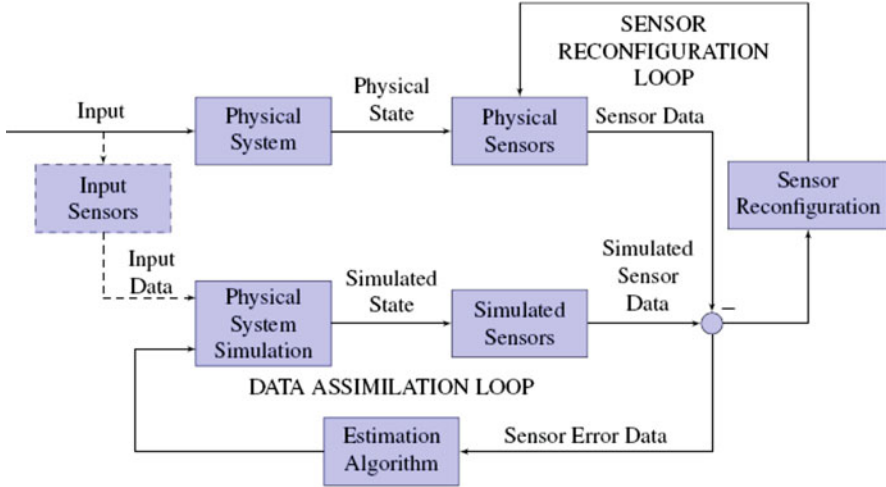 SENSOR
RECONFIGURATION
LOOP
Input
Physical
System
Physical
State
Physical
Sensors
Sensor Data
Sensor
Reconfiguration
Input
Sensors
Input
Data
Physical
System
Simulation
Simulated
State
Simulated
Sensors
Simulated
Sensor
Data
−
DATA ASSIMILATION LOOP
Estimation
Algorithm
Sensor Error Data